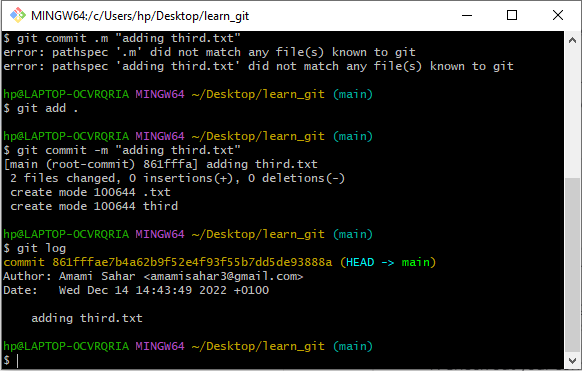 MINGW64:/c/Users/hp/Desktop/learn_git
$ git commit .m "adding third.txt"
error: pathspec '.m' did not match any file(s) known to git
error: pathspec 'adding third.txt' did not match any file(s) known to git
hp@LAPTOP-OCVRQRIA MINGW64 ~/Desktop/learn_git (main)
$ git add .
hp@LAPTOP-OCVRQRIA MINGW64 ~/Desktop/learn_git (main)
$ git commit -m "adding third.txt"
[main (root-commit) 861fffa] adding third.txt
2 files changed, 0 insertions(+), 0 deletions(-)
create mode 100644 .txt
create mode 100644 third
hp@LAPTOP-OCVRQRIA MINGW64 ~/Desktop/learn_git (main)
$ git log
commit 861fffae7b4a62b9f52e4f93f55b7dd5de93888a (HEAD -> main)
Author: Amami Sahar <amamisahar3@gmail.com>
Date:   Wed Dec 14 14:43:49 2022 +0100
adding third.txt
hp@LAPTOP-OCVRQRIA MINGW64 ~/Desktop/learn_git (main)
$